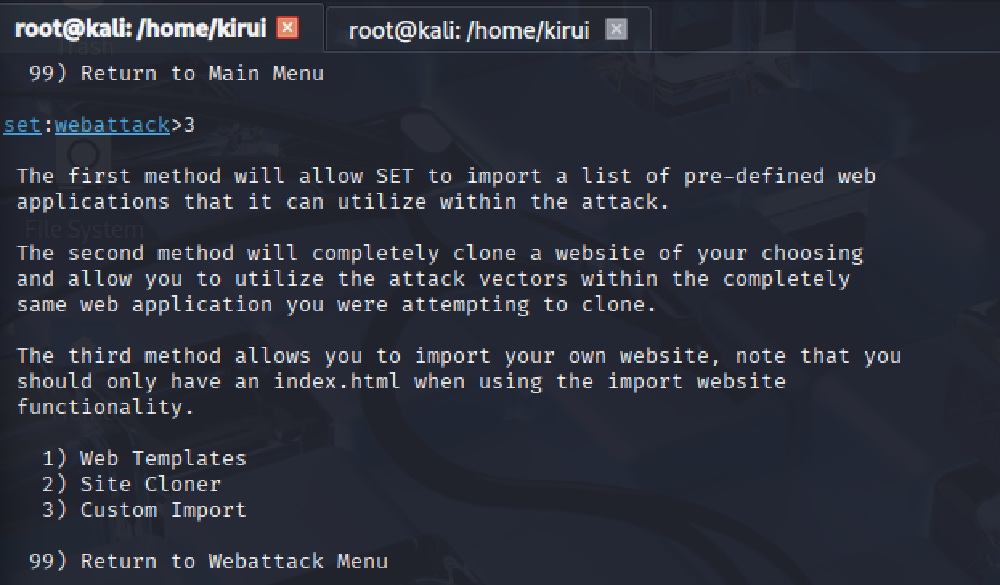 root@kali: /home/kirui root@kali: /home/kirui
Trash
99) Return to Main Menu
set:webattack>3
The first method will allow SET to import a list of pre-defined web
applications that it can utilize within the attack.
File System
The second method will completely clone a website of your choosing
and allow you to utilize the attack vectors within the completely
same web application you were attempting to clone.
The third method allows you to import your own website, note that you
should only have an index.html when using the import website
functionality.
1) Web Templates
2) Site Cloner
3) Custom Import
99) Return to Webattack Menu